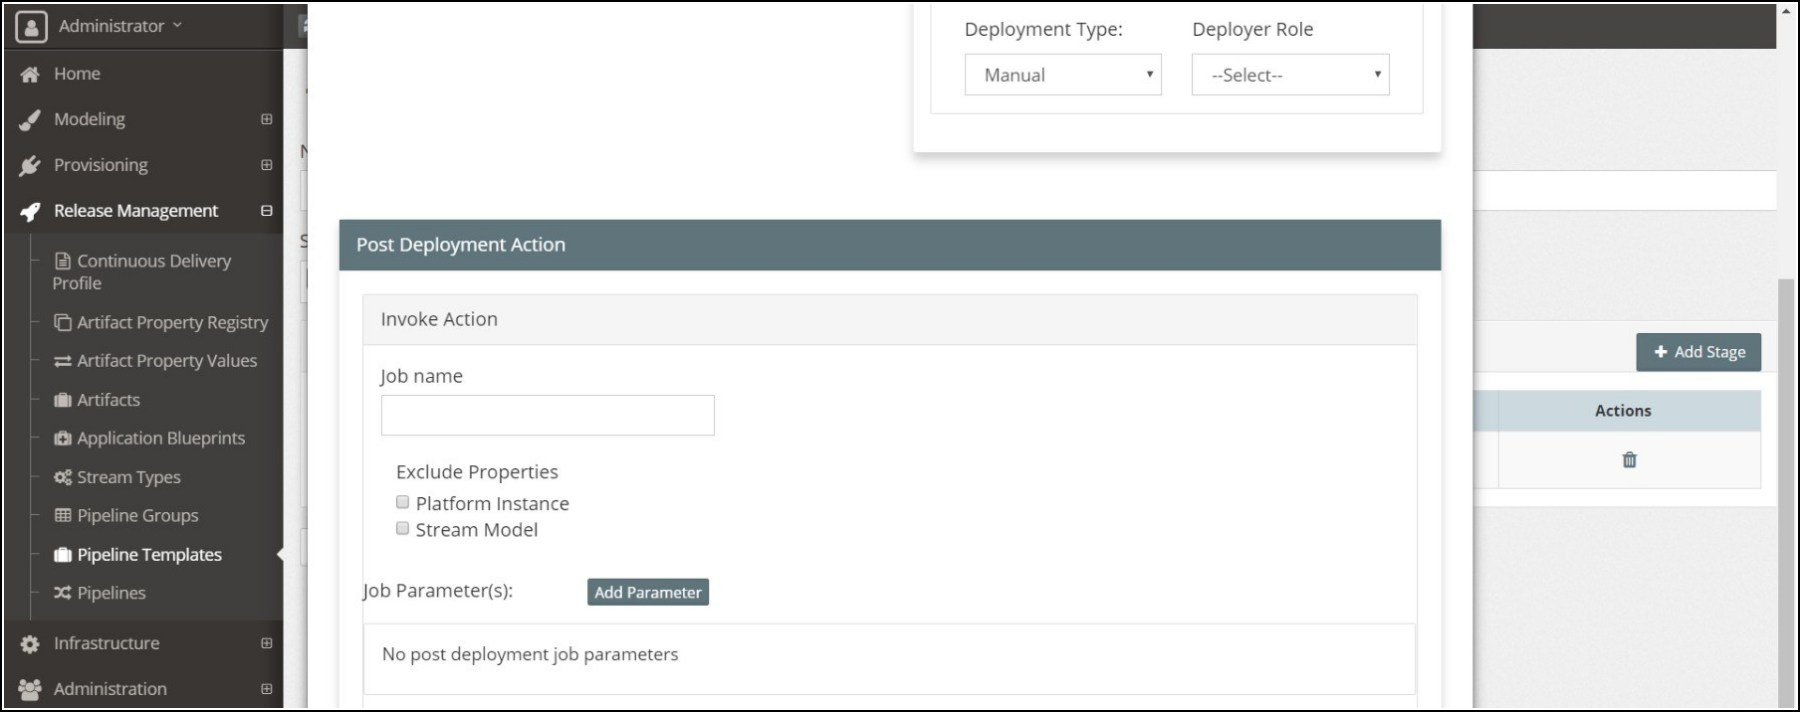 Administrator
Home
Modeling
Provisioning
Release Management
Continuous Delivery
Profile
Artifact Property Registry
Artifact Property Values
Artifacts
Application Blueprints
Stream Types
Pipeline Groups
Pipeline Templates
Pipelines
Infrastructure
Administration
Deployment Type: Deployer Role
Manual --Select--
Post Deployment Action
Invoke Action
Job name
Exclude Properties
Platform Instance
Stream Model
Job Parameter(s): Add Parameter
No post deployment job parameters
Add Stage
Actions